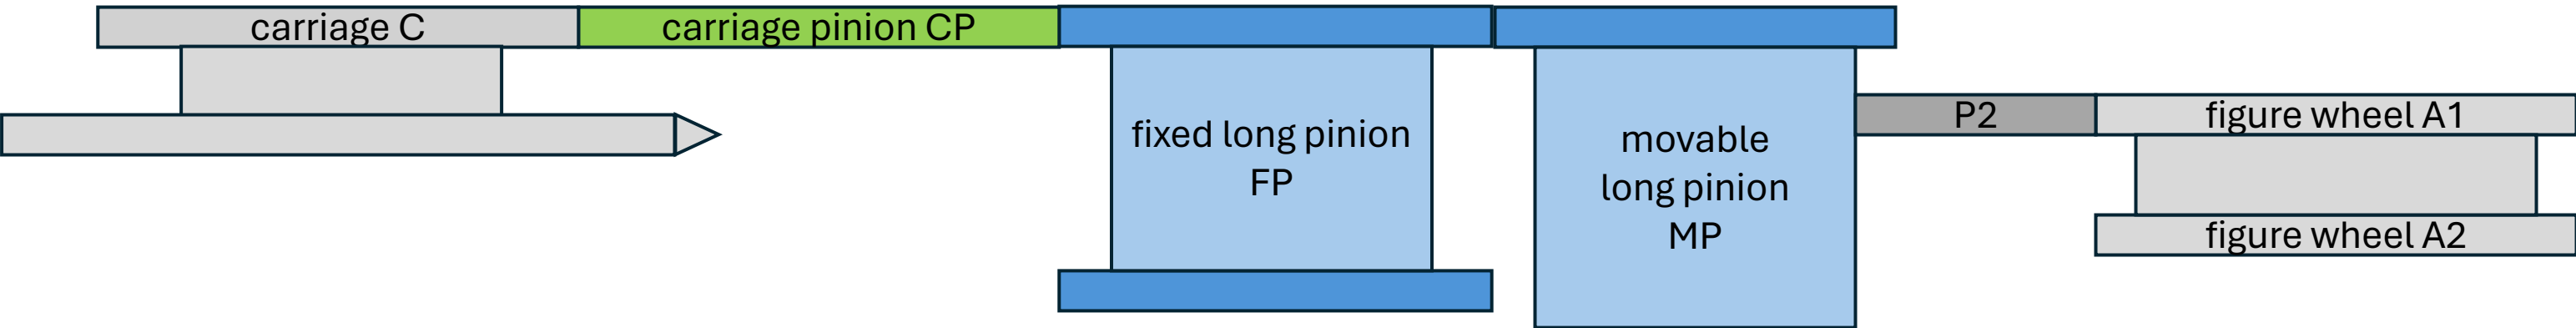 carriage C
carriage pinion CP
fixed long pinion
FP
movable
long pinion
MP
P2
figure wheel A1
figure wheel A2